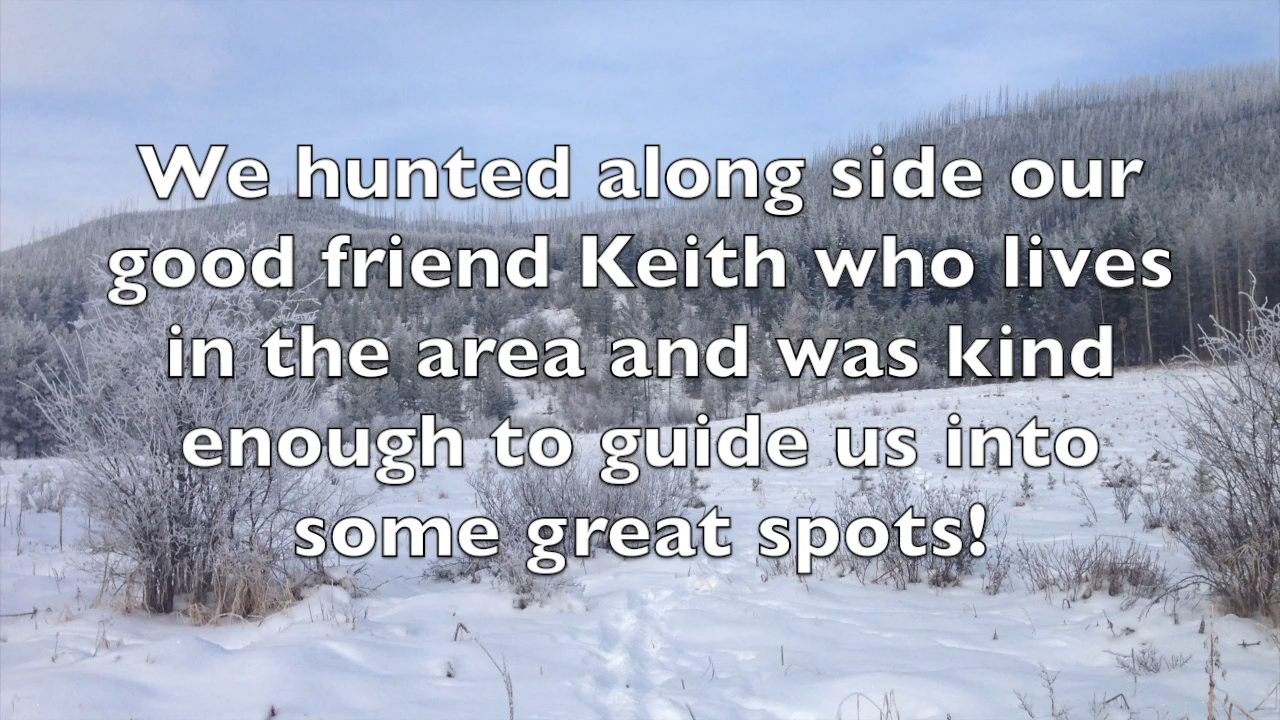 We hunted along side our
good friend Keith who lives
in the area and was kind
enough to guide us into
some great spots!